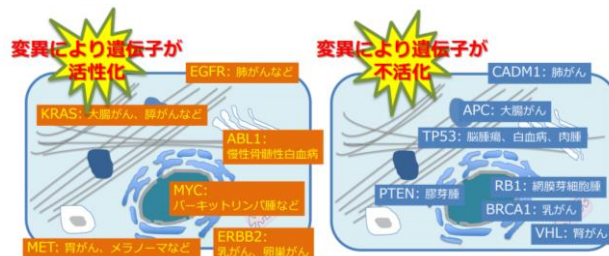 変異により遺伝子が
活性化
EGFR: 肺がんなど
KRAS: 大腸がん、膵がんなど
ABL1:
慢性骨髄性白血病
MYC:
バーキットリンパ腫など
MET: 胃がん、メラノーマなど
ERBB2:
乳がん、卵巣がん
変異により遺伝子が
不活化
CADM1: 肺がん
APC: 大腸がん
TP53: 脳腫瘍、白血病、肉腫
PTEN: 膠芽腫
RB1: 網膜芽細胞腫
BRCA1: 乳がん
VHL: 腎がん